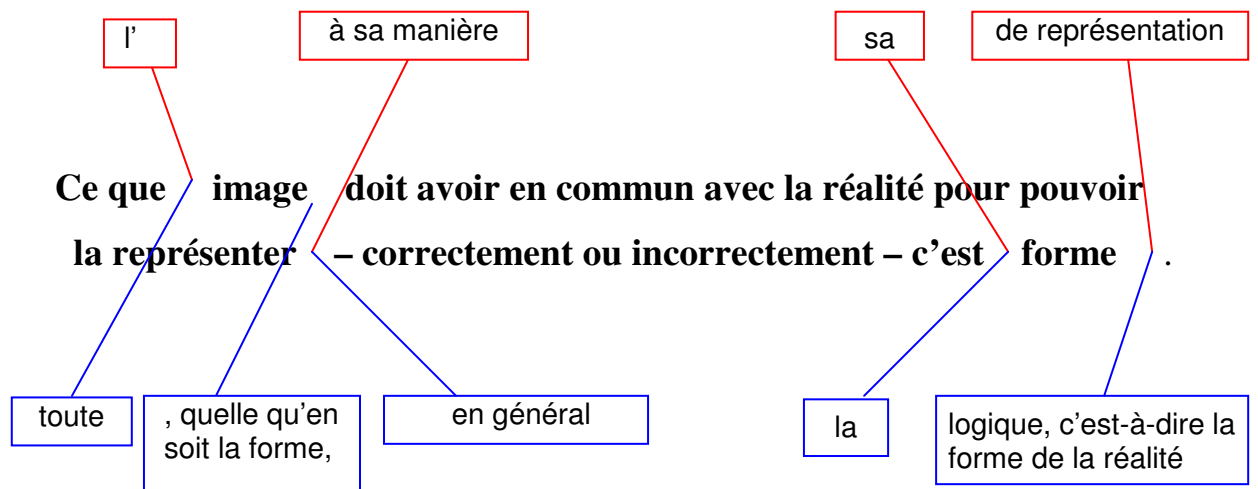 l’ à sa manière sa de représentation
Ce que image doit avoir en commun avec la réalité pour pouvoir
la représenter – correctement ou incorrectement – c’est forme .
toute , quelle qu’en en général la logique, c’est-à-dire la
soit la forme, forme de la réalité